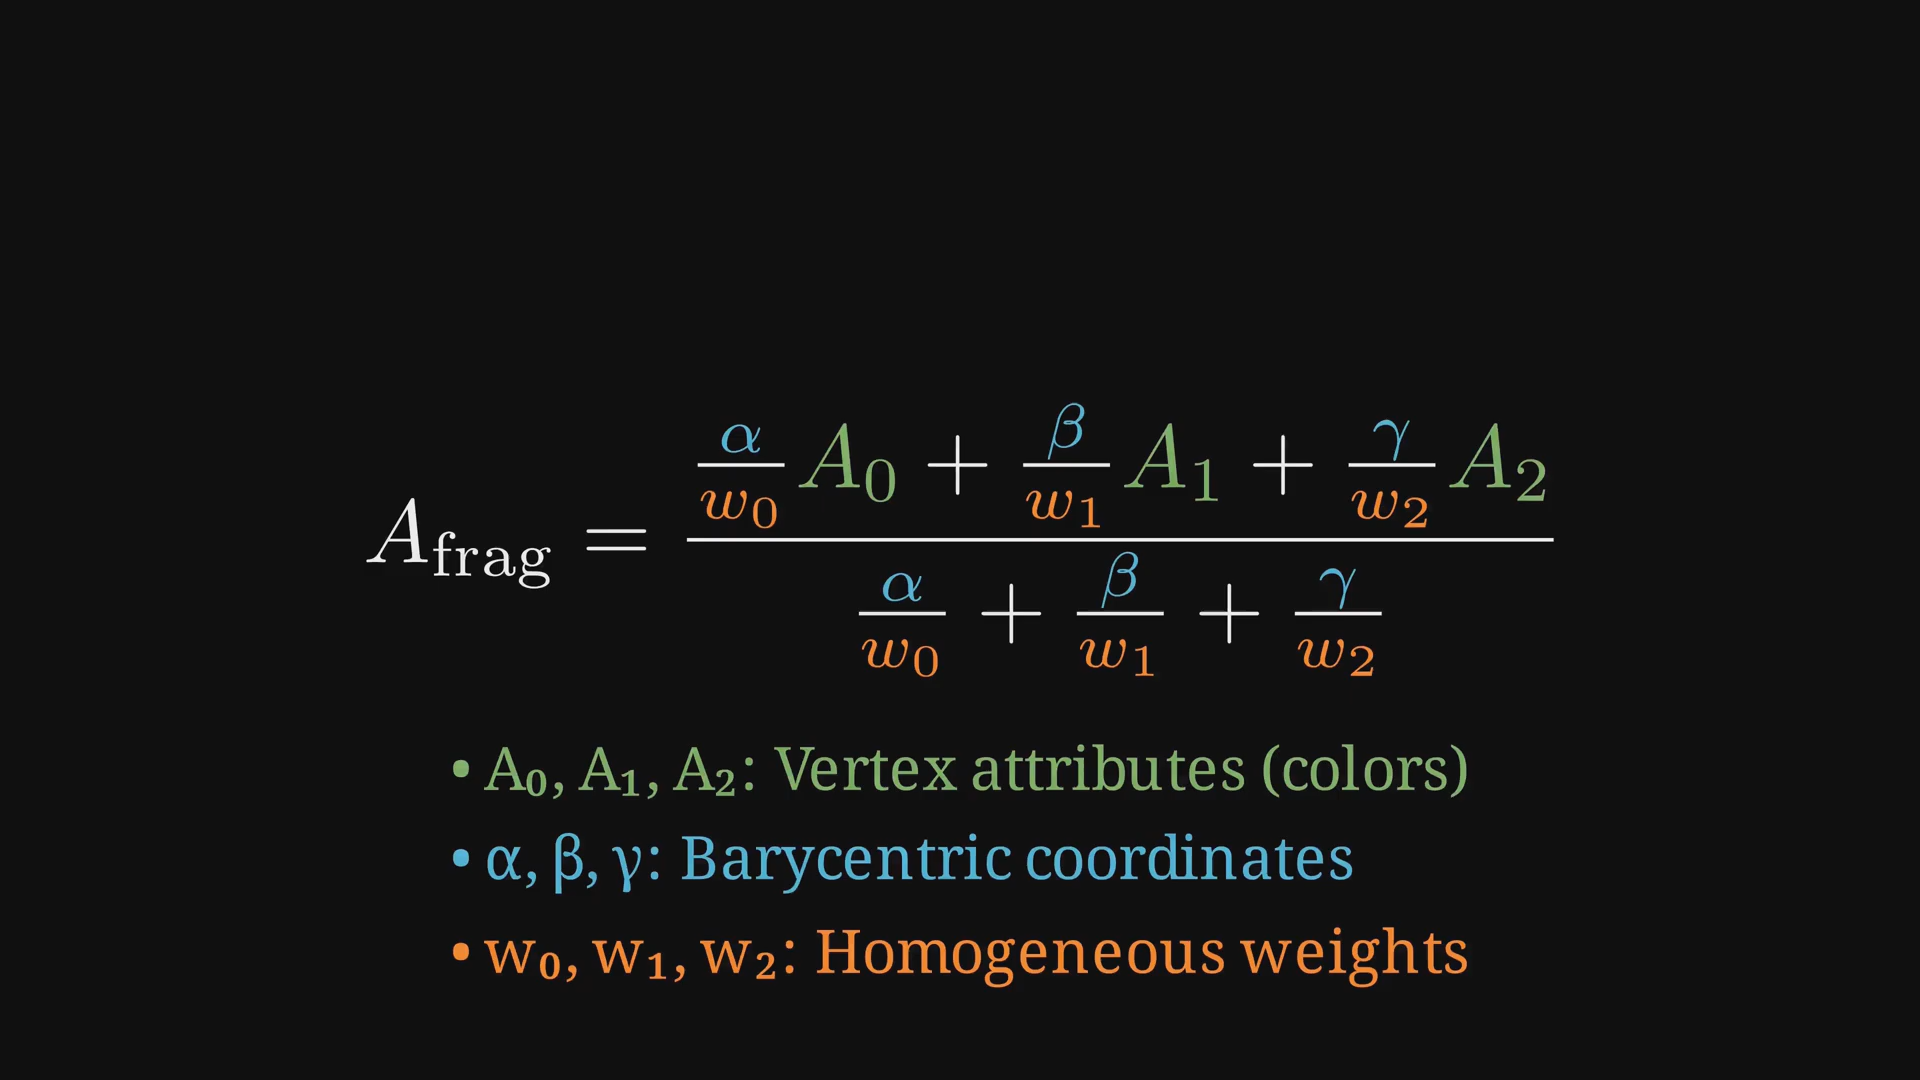 A_frag = (α/w₀ A₀ + β/w₁ A₁ + γ/w₂ A₂) / (α/w₀ + β/w₁ + γ/w₂)
• A₀, A₁, A₂: Vertex attributes (colors)
• α, β, γ: Barycentric coordinates
• w₀, w₁, w₂: Homogeneous weights